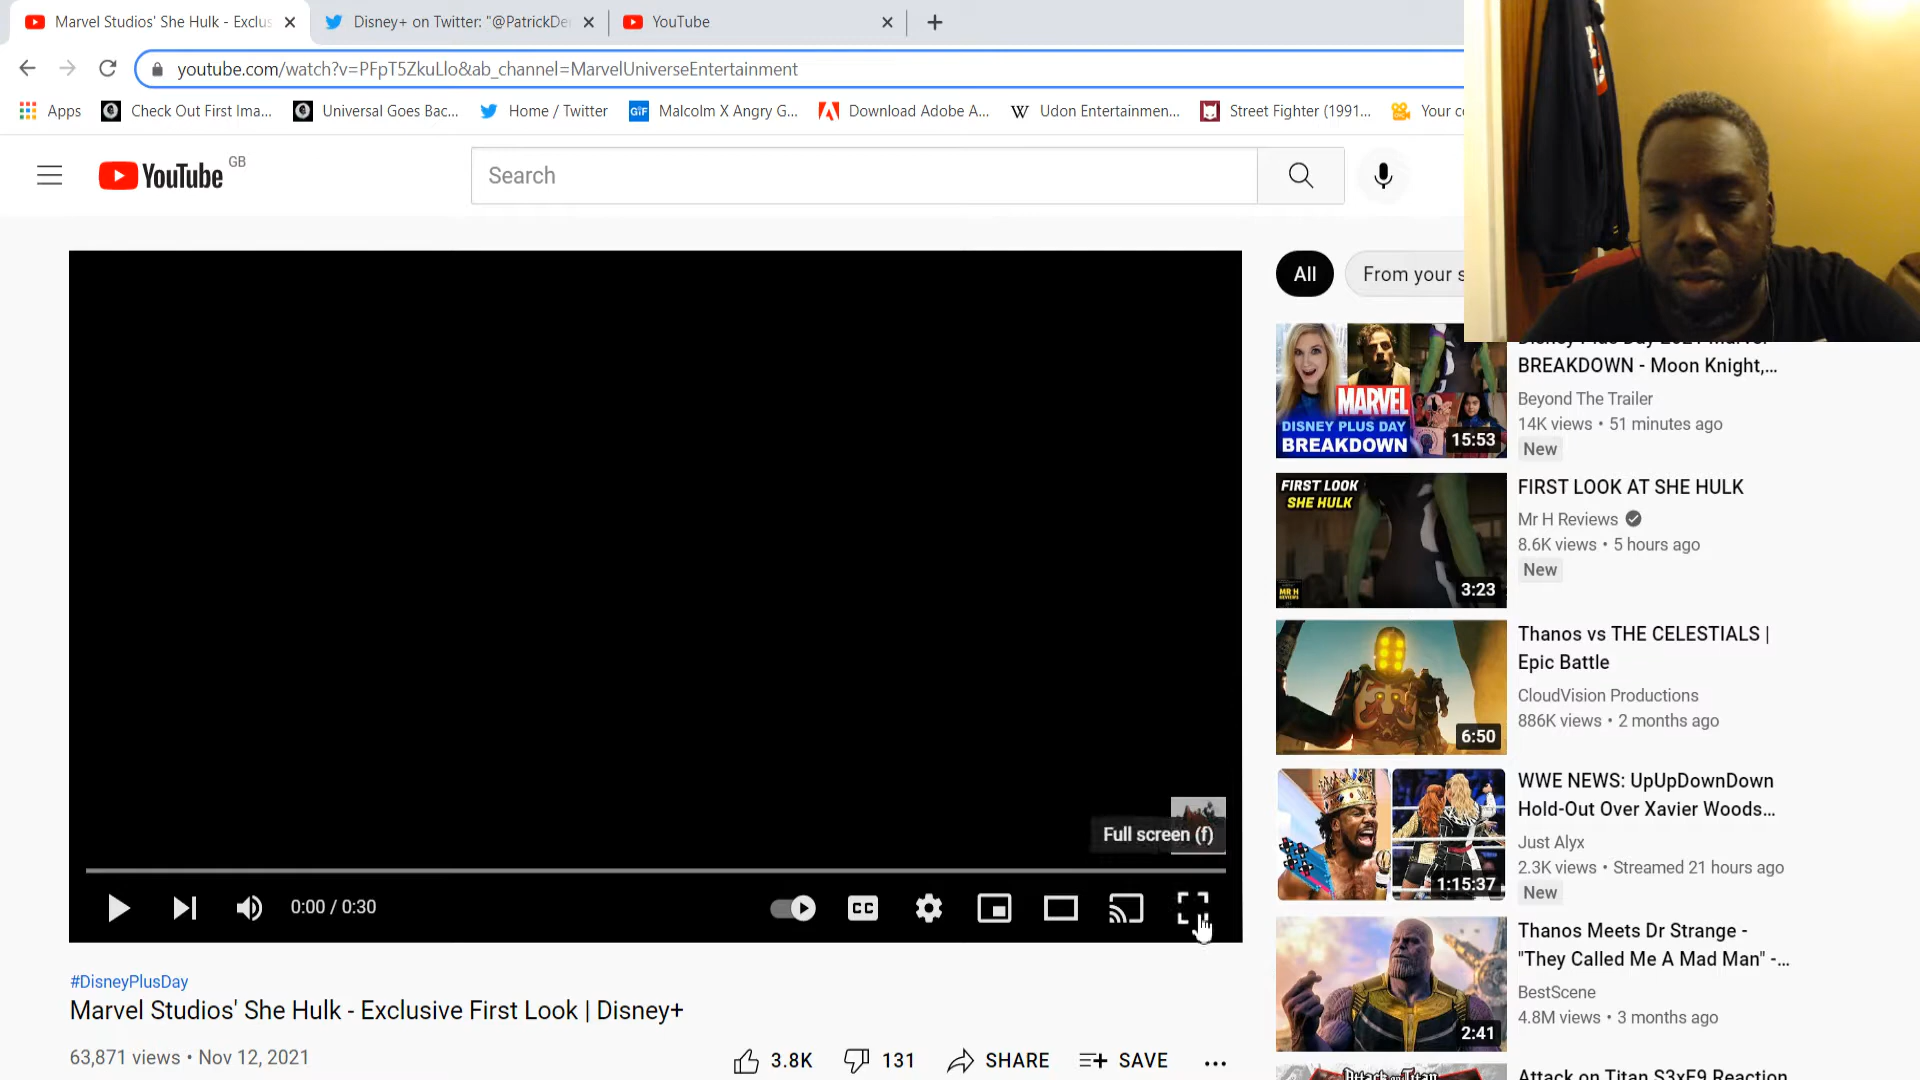 Marvel Studios' She Hulk - Exclus
Disney+ on Twitter: "@PatrickDe
YouTube
youtube.com/watch?v=PFpT5ZkuLlo&ab_channel=MarvelUniverseEntertainment
Apps
Check Out First Ima...
Universal Goes Bac...
Home / Twitter
GIF
Malcolm X Angry G...
Download Adobe A...
W
Udon Entertainmen...
Street Fighter (1991...
Your c
YouTube
GB
Search
All
From your s
MARVEL
DISNEY PLUS DAY
BREAKDOWN
15:53
BREAKDOWN - Moon Knight,...
Beyond The Trailer
14K views • 51 minutes ago
New
FIRST LOOK
SHE HULK
MR H
REVIEWS
3:23
FIRST LOOK AT SHE HULK
Mr H Reviews
8.6K views • 5 hours ago
New
6:50
Thanos vs THE CELESTIALS |
Epic Battle
CloudVision Productions
886K views • 2 months ago
1:15:37
WWE NEWS: UpUpDownDown
Hold-Out Over Xavier Woods...
Just Alyx
2.3K views • Streamed 21 hours ago
New
2:41
Thanos Meets Dr Strange -
"They Called Me A Mad Man" -...
BestScene
4.8M views • 3 months ago
Attack on Titan
Attack on Titan S3xE9 Reaction
Full screen (f)
0:00 / 0:30
CC
#DisneyPlusDay
Marvel Studios' She Hulk - Exclusive First Look | Disney+
63,871 views • Nov 12, 2021
3.8K
131
SHARE
SAVE